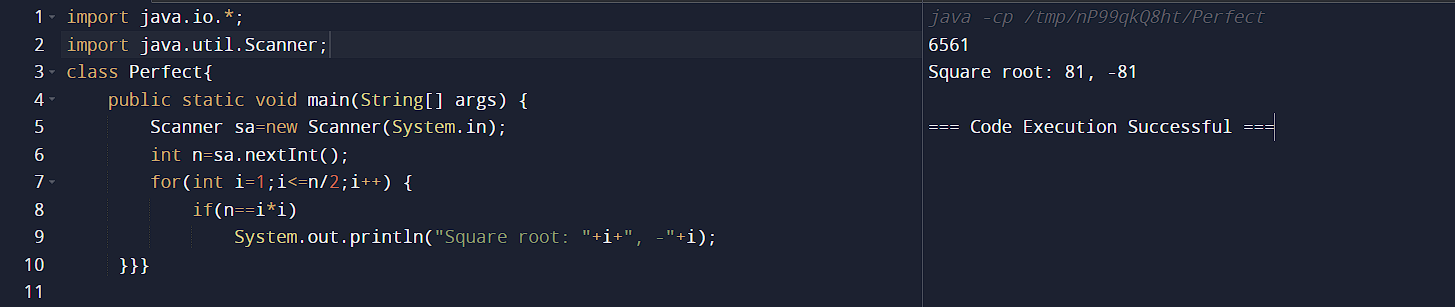 1 import java.io.*;
2 import java.util.Scanner;
3 class Perfect{
4     public static void main(String[] args) {
5         Scanner sa=new Scanner(System.in);
6         int n=sa.nextInt();
7         for(int i=1;i<=n/2;i++) {
8             if(n==i*i)
9                 System.out.println("Square root: "+i+", -"+i);
10      }}}
11
java -cp /tmp/nP99qkQ8ht/Perfect
6561
Square root: 81, -81
=== Code Execution Successful ===